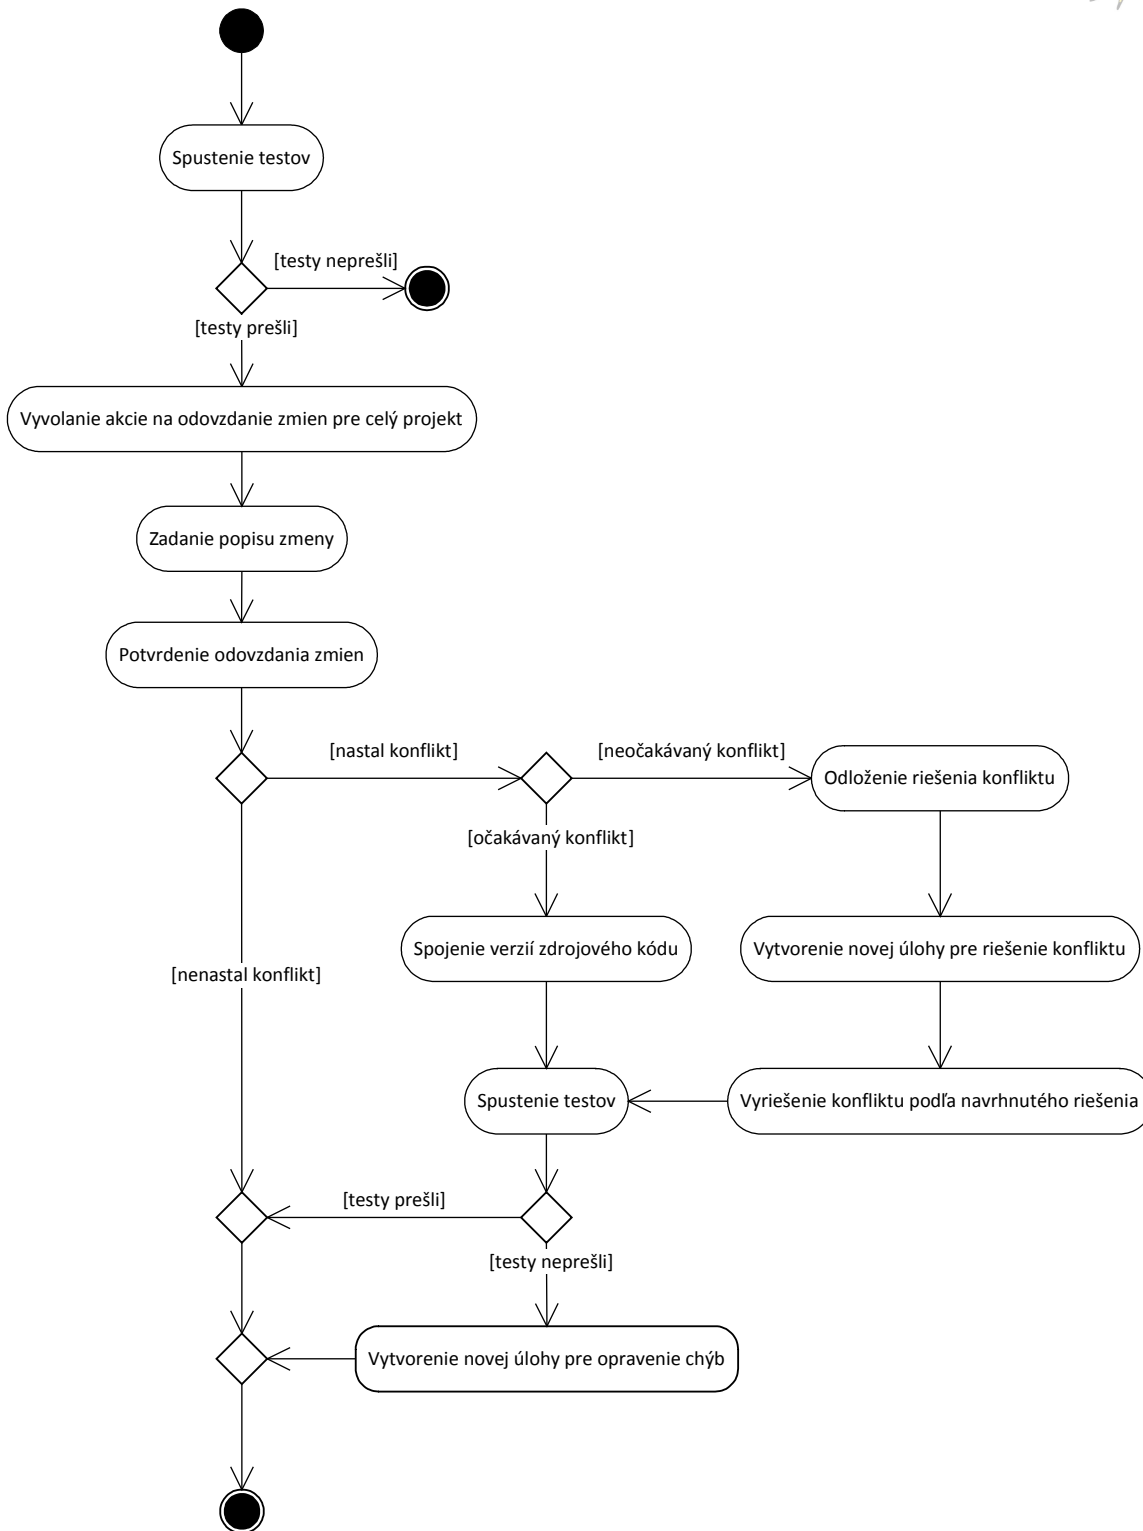 Spustenie testov
[testy neprešli]
[testy prešli]
Vyvolanie akcie na odovzdanie zmien pre celý projekt
Zadanie popisu zmeny
Potvrdenie odovzdania zmien
[nastal konflikt]
[neočakávaný konflikt]
Odloženie riešenia konfliktu
[očakávaný konflikt]
Spojenie verzií zdrojového kódu
Vytvorenie novej úlohy pre riešenie konfliktu
[nenastal konflikt]
Spustenie testov
Vyriešenie konfliktu podľa navrhnutého riešenia
[testy prešli]
[testy neprešli]
Vytvorenie novej úlohy pre opravenie chýb